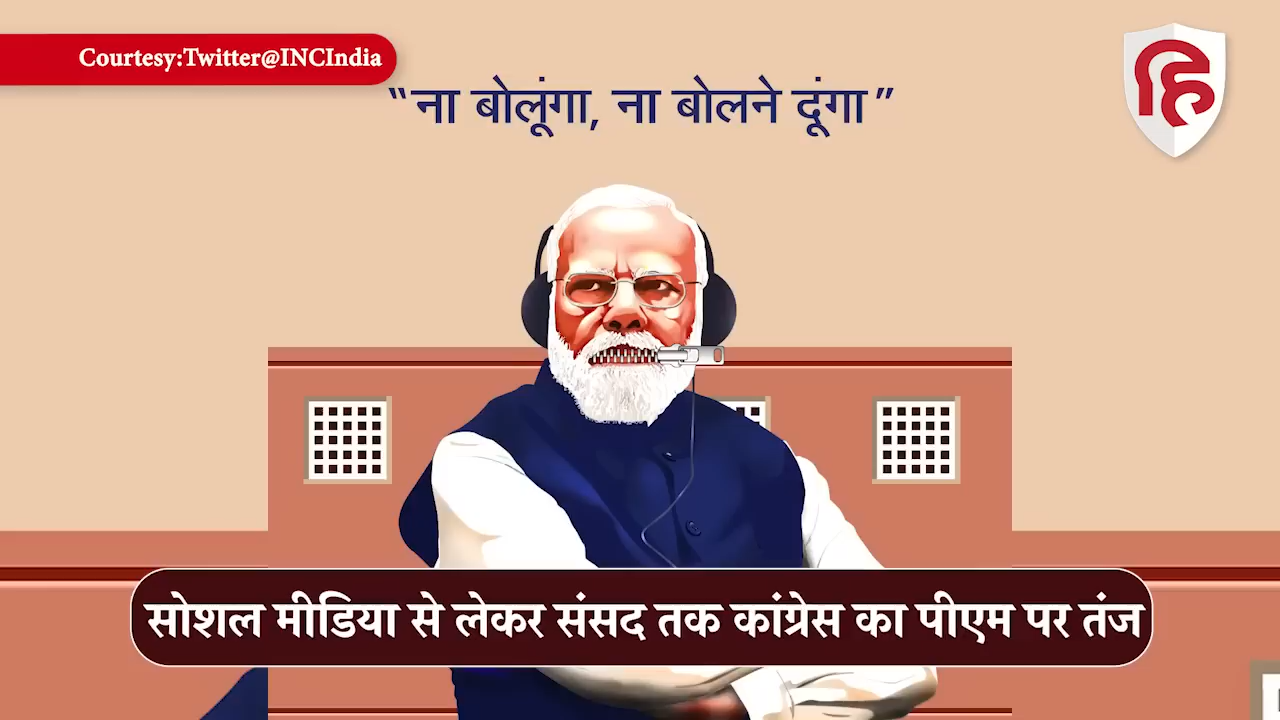 Courtesy:Twitter@INCIndia
हि
“ना बोलूंगा, ना बोलने दूंगा”
सोशल मीडिया से लेकर संसद तक कांग्रेस का पीएम पर तंज